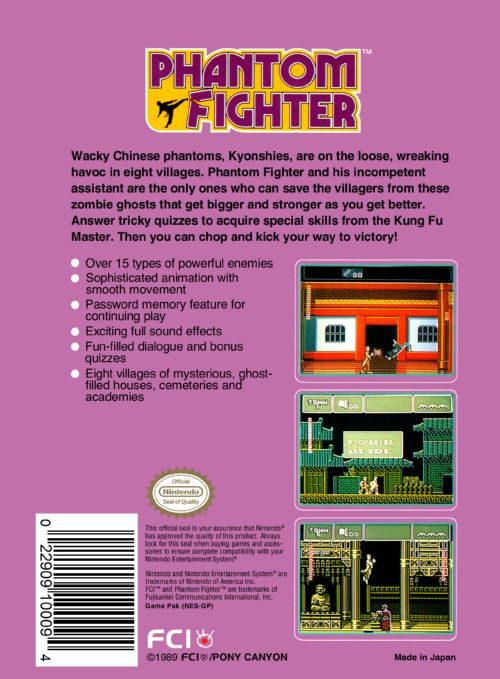 PHANTOM™
FIGHTER
Wacky Chinese phantoms, Kyonshies, are on the loose, wreaking
havoc in eight villages. Phantom Fighter and his incompetent
assistant are the only ones who can save the villagers from these
zombie ghosts that get bigger and stronger as you get better.
Answer tricky quizzes to acquire special skills from the Kung Fu
Master. Then you can chop and kick your way to victory!
Over 15 types of powerful enemies
Sophisticated animation with
smooth movement
Password memory feature for
continuing play
Exciting full sound effects
Fun-filled dialogue and bonus
quizzes
Eight villages of mysterious, ghost-
filled houses, cemeteries and
academies
00
TOWN
1
00
KYONSHIES
ARE HERE.
TOWN
1
00
Official
Nintendo
Seal of Quality
This official seal is your assurance that Nintendo®
has approved the quality of this product. Always
look for this seal when buying games and acces-
sories to ensure complete compatibility with your
Nintendo Entertainment System®
Nintendo and Nintendo Entertainment System® are
trademarks of Nintendo of America Inc.
FCI™ and Phantom Fighter™ are trademarks of
Fujisankei Communications International, Inc.
Game Pak (NES-GP)
0 22909 10009 4
FCI
©1989 FCI/PONY CANYON
Made in Japan